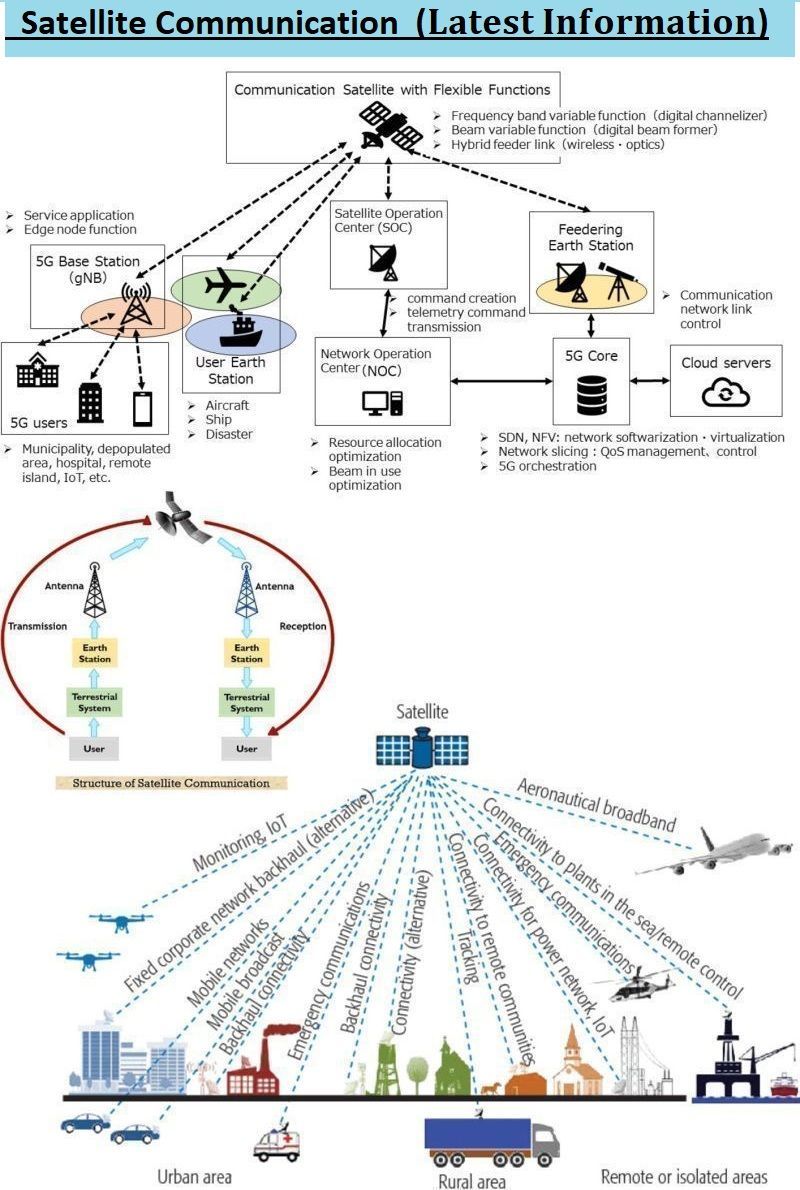 Satellite Communication (Latest Information)
Communication Satellite with Flexible Functions
➢ Frequency band variable function（digital channelizer）
➢ Beam variable function（digital beam former）
➢ Hybrid feeder link（wireless・optics）
➢ Service application
➢ Edge node function
5G Base Station
（gNB）
User Earth
Station
➢ Aircraft
➢ Ship
➢ Disaster
5G users
➢ Municipality, depopulated
area, hospital, remote
island, IoT, etc.
Satellite Operation
Center (SOC)
➢ command creation
➢ telemetry command
transmission
Network Operation
Center（NOC）
➢ Resource allocation
optimization
➢ Beam in use
optimization
Feedering
Earth Station
➢ Communication
network link
control
5G Core
Cloud servers
➢ SDN, NFV: network softwarization・virtualization
➢ Network slicing：QoS management、control
➢ 5G orchestration
Antenna
Antenna
Transmission
Reception
Earth
Station
Earth
Station
Terrestrial
System
Terrestrial
System
User
User
Structure of Satellite Communication
Satellite
Monitoring, IoT
Fixed corporate network backhaul (alternative)
Mobile networks
Mobile broadcast
Backhaul connectivity
Emergency communications
Backhaul connectivity
Connectivity (alternative)
Tracking
Connectivity to remote communities
Connectivity for power network, IoT
Emergency communications
Connectivity to plants in the sea/remote control
Aeronautical broadband
Urban area
Rural area
Remote or isolated areas